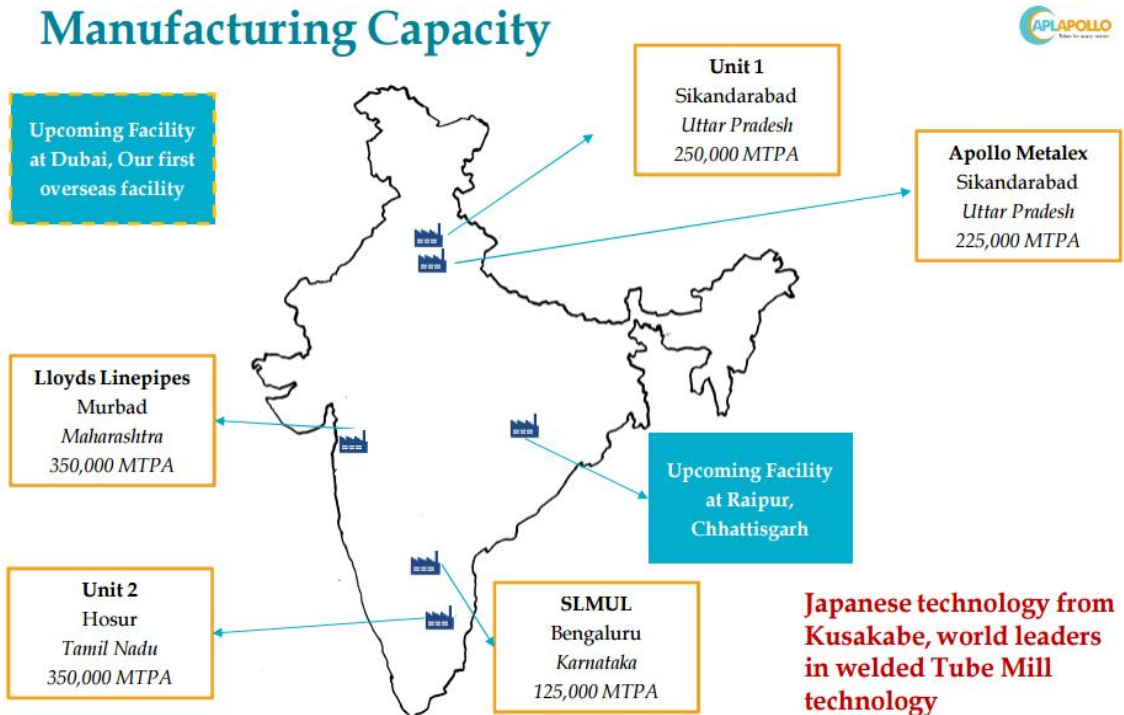 Manufacturing Capacity
APLAPOLLO
Upcoming Facility
at Dubai, Our first
overseas facility
Unit 1
Sikandarabad
Uttar Pradesh
250,000 MTPA
Apollo Metalex
Sikandarabad
Uttar Pradesh
225,000 MTPA
Lloyds Linepipes
Murbad
Maharashtra
350,000 MTPA
Upcoming Facility
at Raipur,
Chhattisgarh
Unit 2
Hosur
Tamil Nadu
350,000 MTPA
SLMUL
Bengaluru
Karnataka
125,000 MTPA
Japanese technology from
Kusakabe, world leaders
in welded Tube Mill
technology